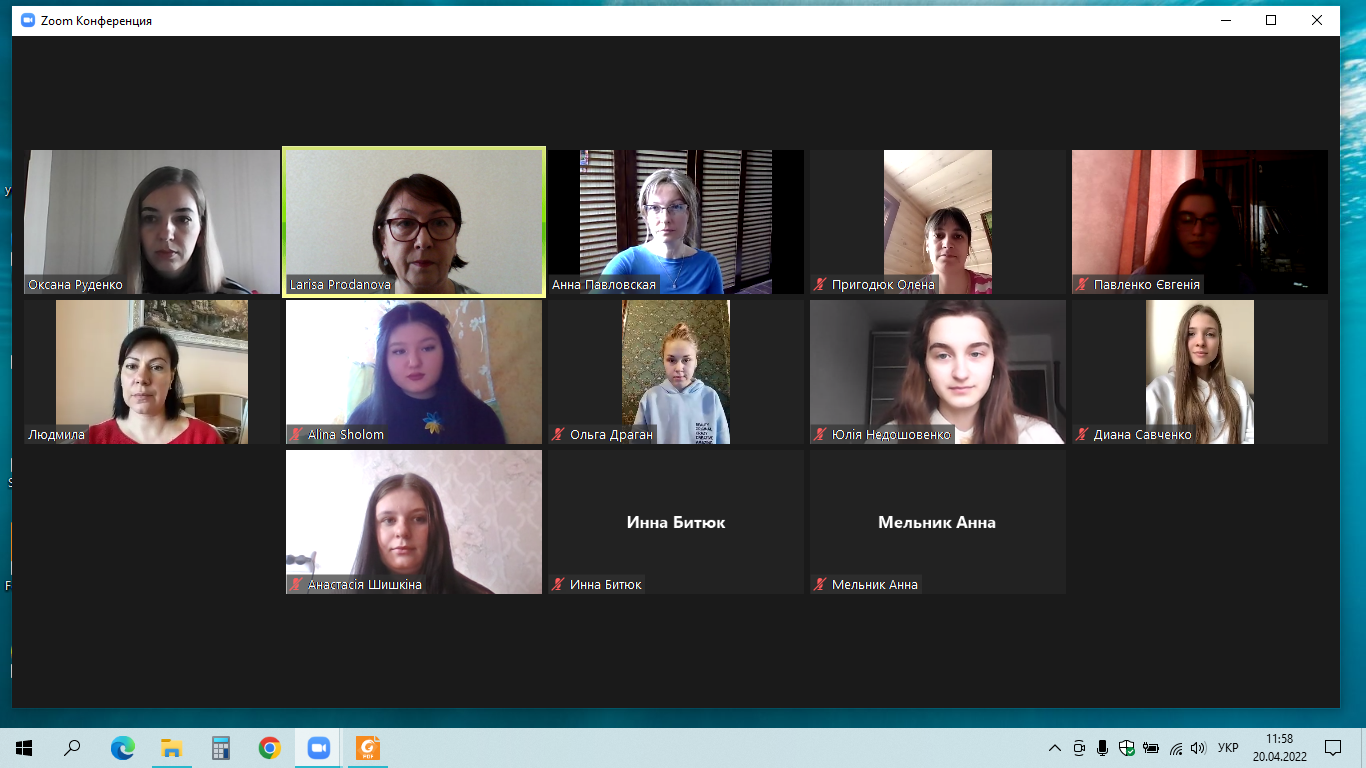 Zoom Конференция
Оксана Руденко
Larisa Prodanova
Анна Павловская
Пригодюк Олена
Павленко Євгенія
Людмила
Alina Sholom
Ольга Драган
Юлія Недошовенко
Диана Савченко
Анастасія Шишкіна
Инна Битюк
Инна Битюк
Мельник Анна
Мельник Анна
PDF
УКР
11:58
20.04.2022